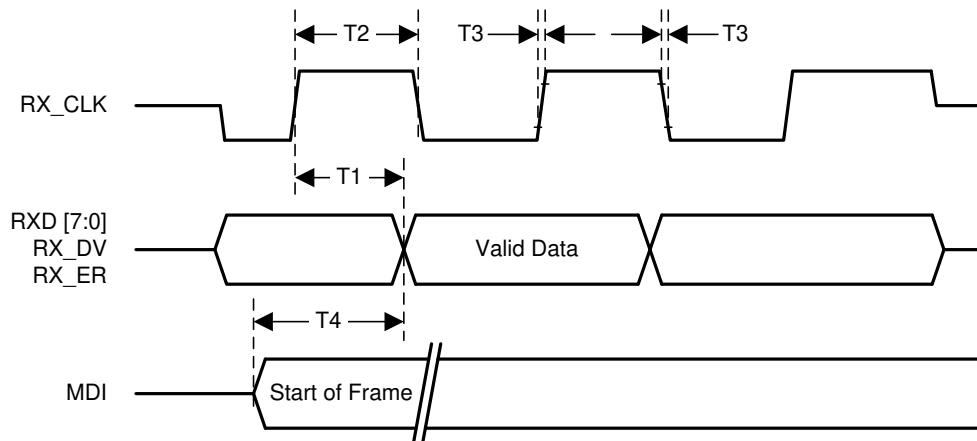 T2
T3
T3
RX_CLK
T1
RXD [7:0]
RX_DV
RX_ER
Valid Data
T4
MDI
Start of Frame